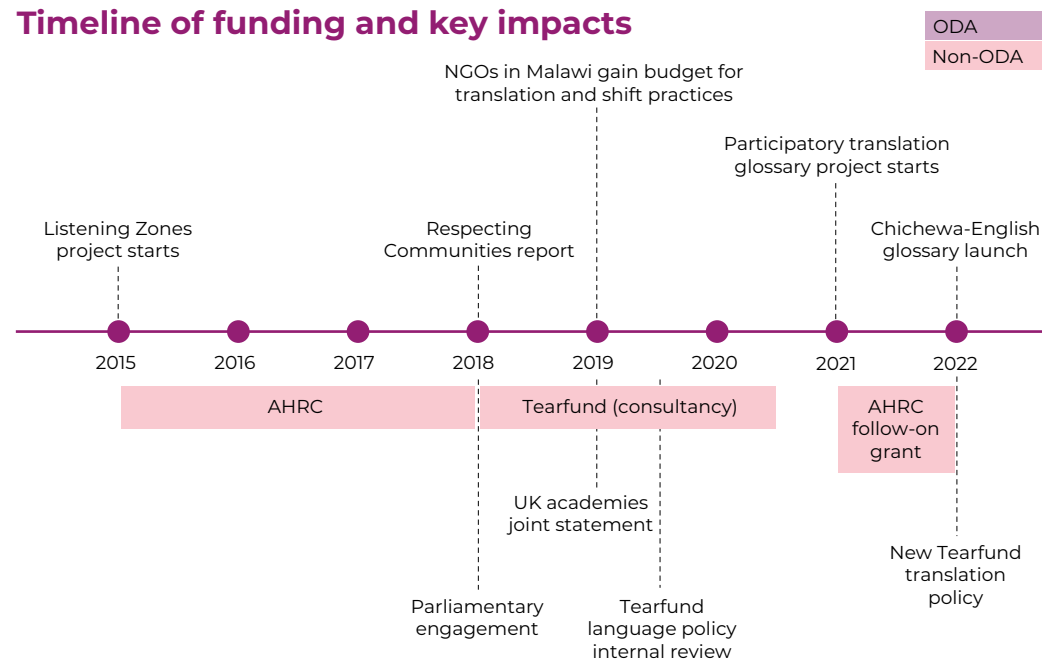 Timeline of funding and key impacts
ODA
Non-ODA
NGOs in Malawi gain budget for
translation and shift practices
Participatory translation
glossary project starts
Listening Zones
project starts
Respecting
Communities report
Chichewa-English
glossary launch
2015
2016
2017
2018
2019
2020
2021
2022
AHRC
Tearfund (consultancy)
AHRC
follow-on
grant
UK academies
joint statement
New Tearfund
translation
policy
Parliamentary
engagement
Tearfund
language policy
internal review